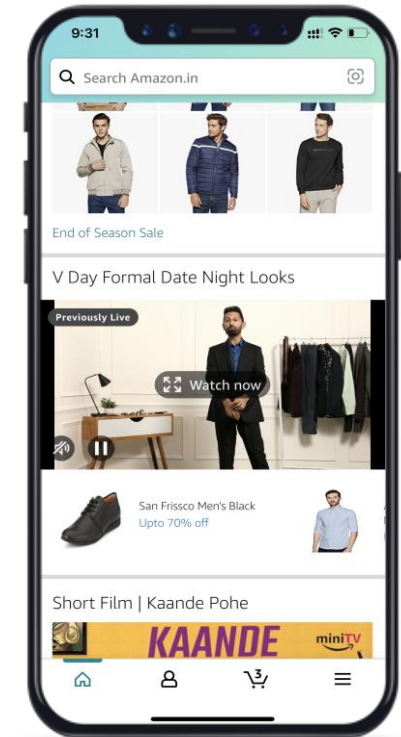 9:31
Search Amazon.in
End of Season Sale
V Day Formal Date Night Looks
Previously Live
Watch now
San Frissco Men's Black
Upto 70% off
Short Film | Kaande Pohe
KAANDE
miniTV
3